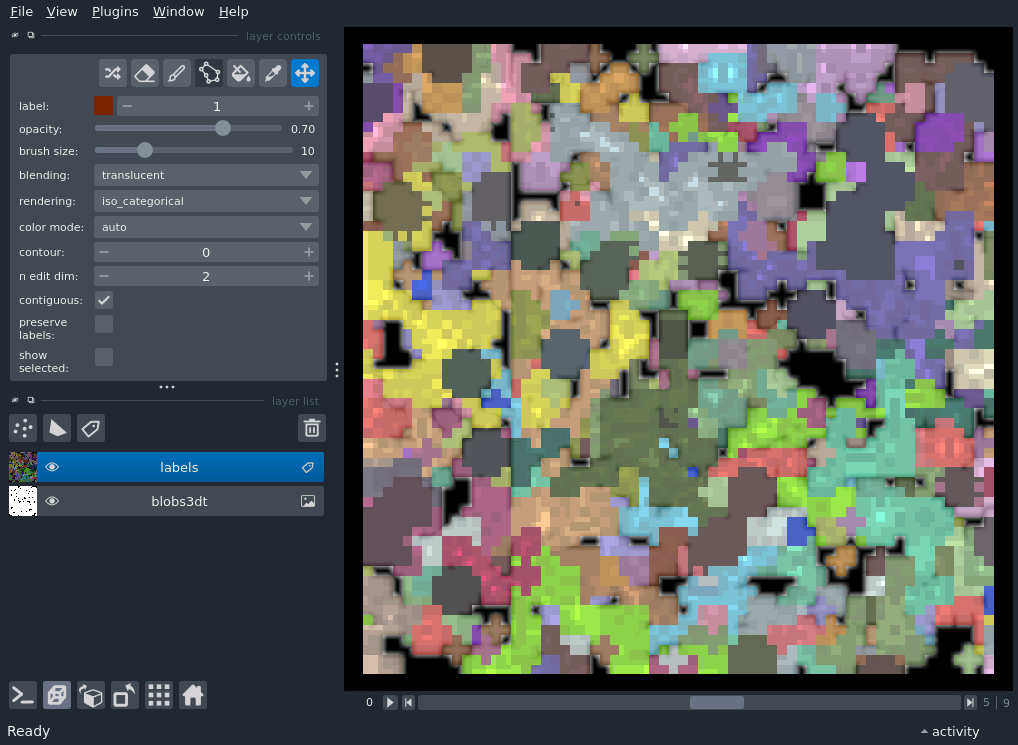 File View Plugins Window Help
layer controls
label: 1
opacity: 0.70
brush size: 10
blending: translucent
rendering: iso_categorical
color mode: auto
contour: 0
n edit dim: 2
contiguous:
preserve
labels:
show
selected:
layer list
labels
blobs3dt
0 5 9
Ready activity